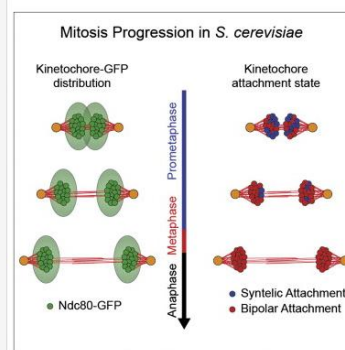 Mitosis Progression in S. cerevisiae
Kinetochore-GFP
distribution
Kinetochore
attachment state
Prometaphase
Metaphase
Anaphase
Ndc80-GFP
Syntelic Attachment
Bipolar Attachment